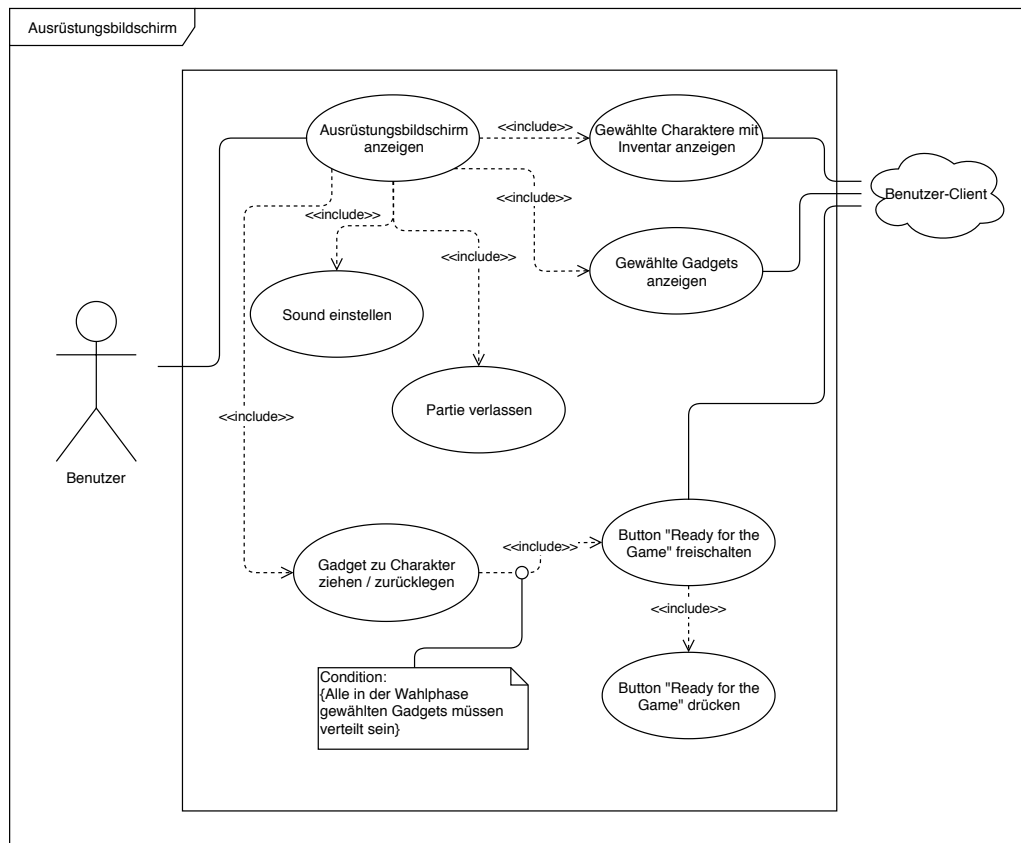 Ausrüstungsbildschirm
Ausrüstungsbildschirm
anzeigen
<<include>>
Gewählte Charaktere mit
Inventar anzeigen
Benutzer-Client
<<include>>
<<include>>
<<include>>
Gewählte Gadgets
anzeigen
Sound einstellen
<<include>>
Partie verlassen
Benutzer
<<include>>
Gadget zu Charakter
ziehen / zurücklegen
Button "Ready for the
Game" freischalten
<<include>>
Condition:
{Alle in der Wahlphase
gewählten Gadgets müssen
verteilt sein}
Button "Ready for the
Game" drücken